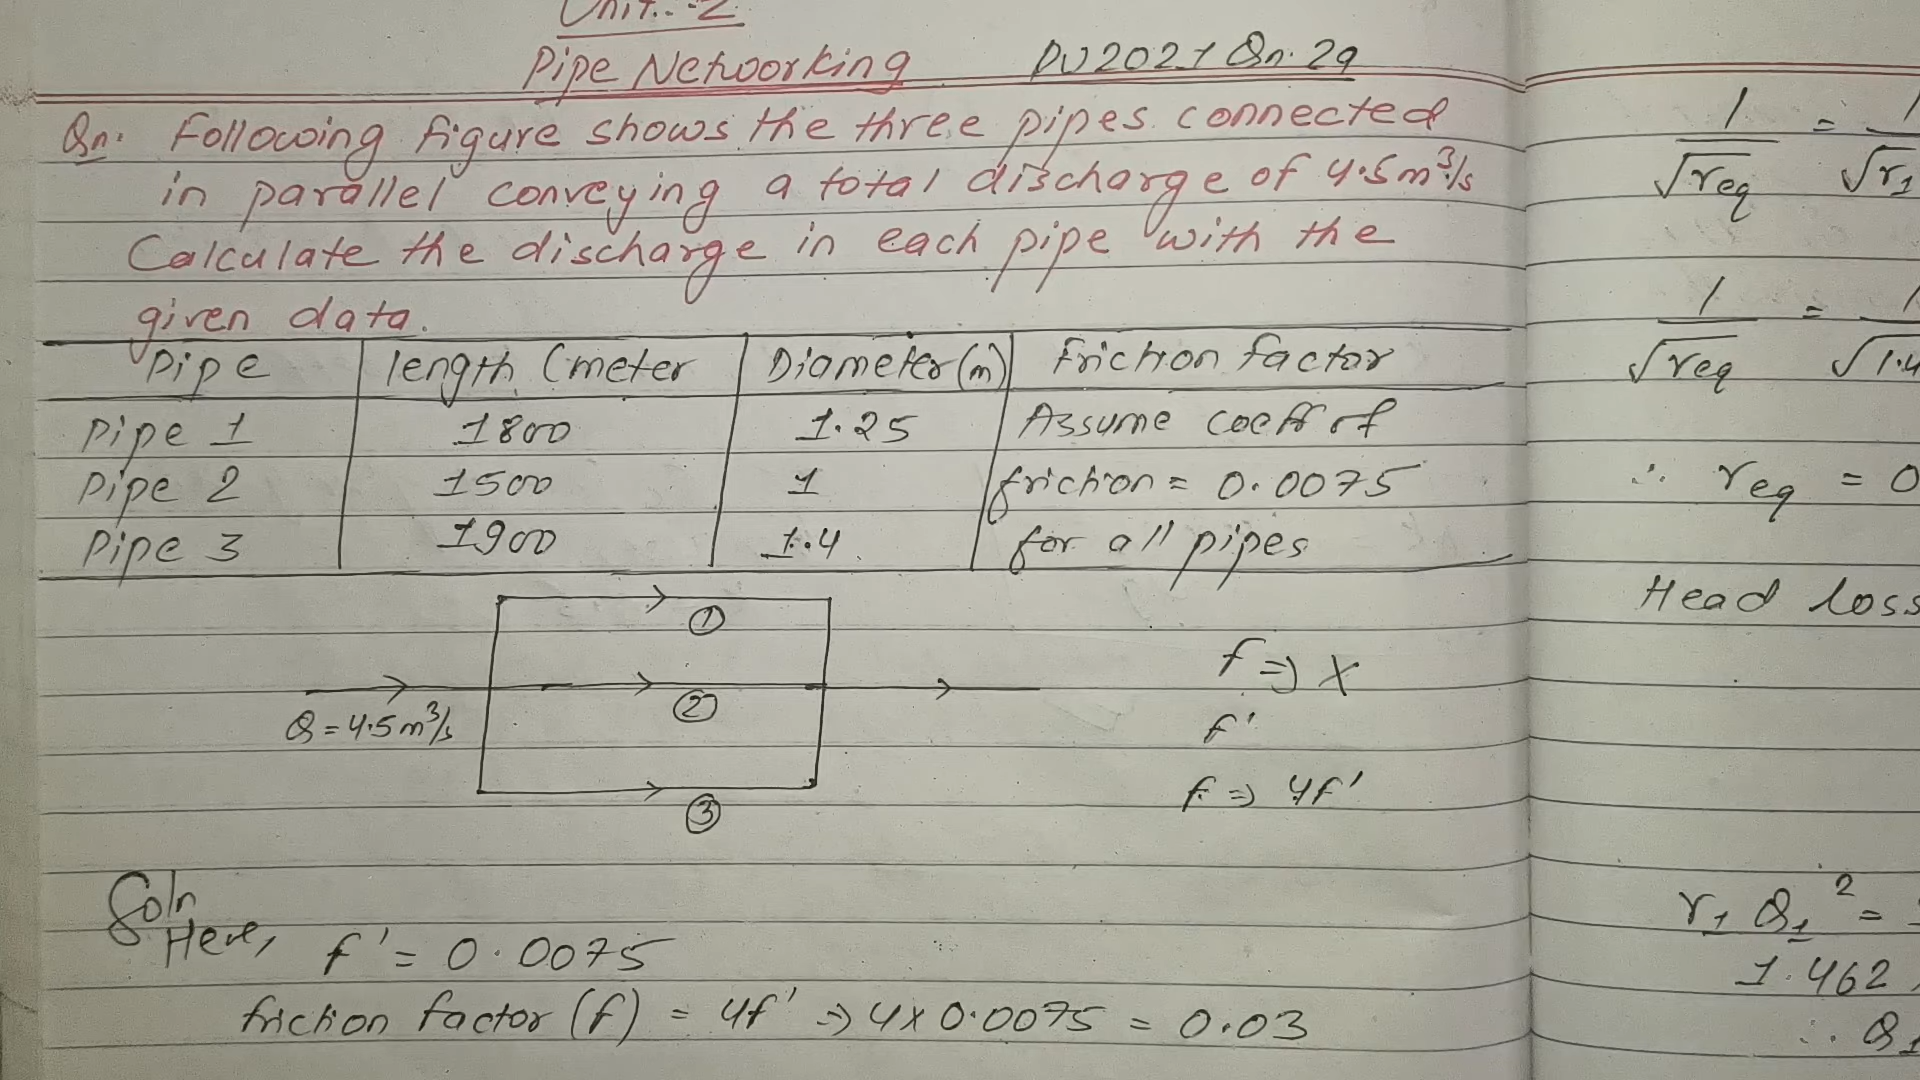 Unit:-2
Pipe Networking PU2021 Qn.2a
Qn. Following figure shows the three pipes connected
in parallel conveying a total discharge of 4.5m³/s
Calculate the discharge in each pipe with the
given data.
Pipe length (meter Diameter(m) Friction factor
Pipe 1 1800 1.25 Assume coeff of
Pipe 2 1500 1 friction = 0.0075
Pipe 3 1900 1.4 for all pipes
①
②
Q = 4.5m³/s
③
f => X
f'
f => 4f'
Soln
Here, f' = 0.0075
friction factor (f) = 4f' => 4x0.0075 = 0.03
1/√req = 1/√r1
1/√req = 1/√1.4
∴ req = 0
Head loss
r1 Q1² =
1.462
∴ Q1